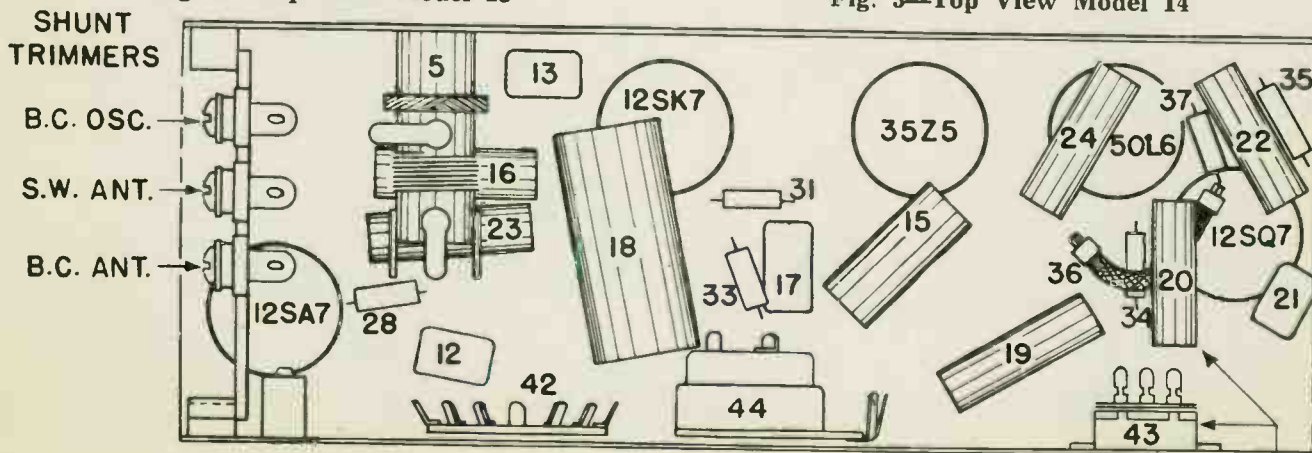 Fig. 3—Top View Model 14
SHUNT
TRIMMERS
B.C. OSC.
S.W. ANT.
B.C. ANT.
5
13
12SK7
35Z5
24
37
50L6
22
35
16
31
23
18
15
12SQ7
17
33
36
20
21
12SA7
28
34
12
19
42
44
43